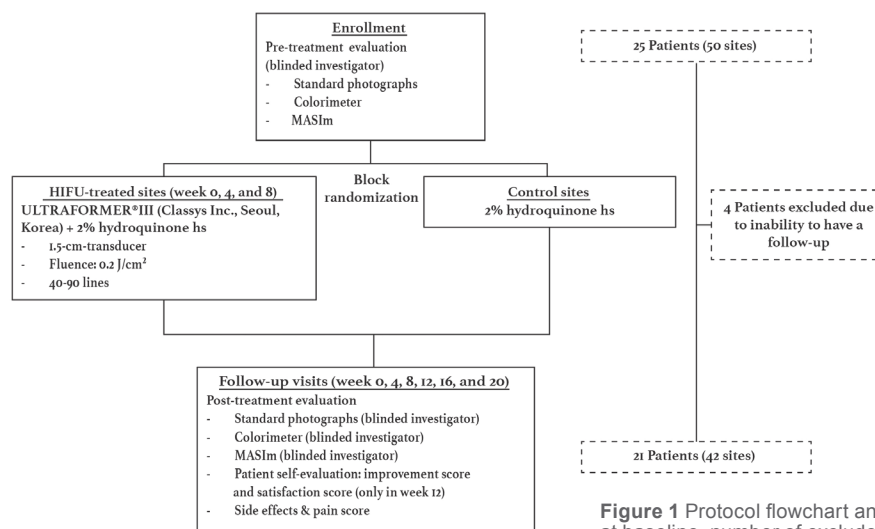 Enrollment
Pre-treatment evaluation
(blinded investigator)
- Standard photographs
- Colorimeter
- MASIm
25 Patients (50 sites)
Block
randomization
HIFU-treated sites (week 0, 4, and 8)
ULTRAFORMER®III (Classys Inc., Seoul,
Korea) + 2% hydroquinone hs
- 1.5-cm-transducer
- Fluence: 0.2 J/cm²
- 40-90 lines
Control sites
2% hydroquinone hs
4 Patients excluded due
to inability to have a
follow-up
Follow-up visits (week 0, 4, 8, 12, 16, and 20)
Post-treatment evaluation
- Standard photographs (blinded investigator)
- Colorimeter (blinded investigator)
- MASIm (blinded investigator)
- Patient self-evaluation: improvement score
and satisfaction score (only in week 12)
- Side effects & pain score
21 Patients (42 sites)
Figure 1 Protocol flowchart